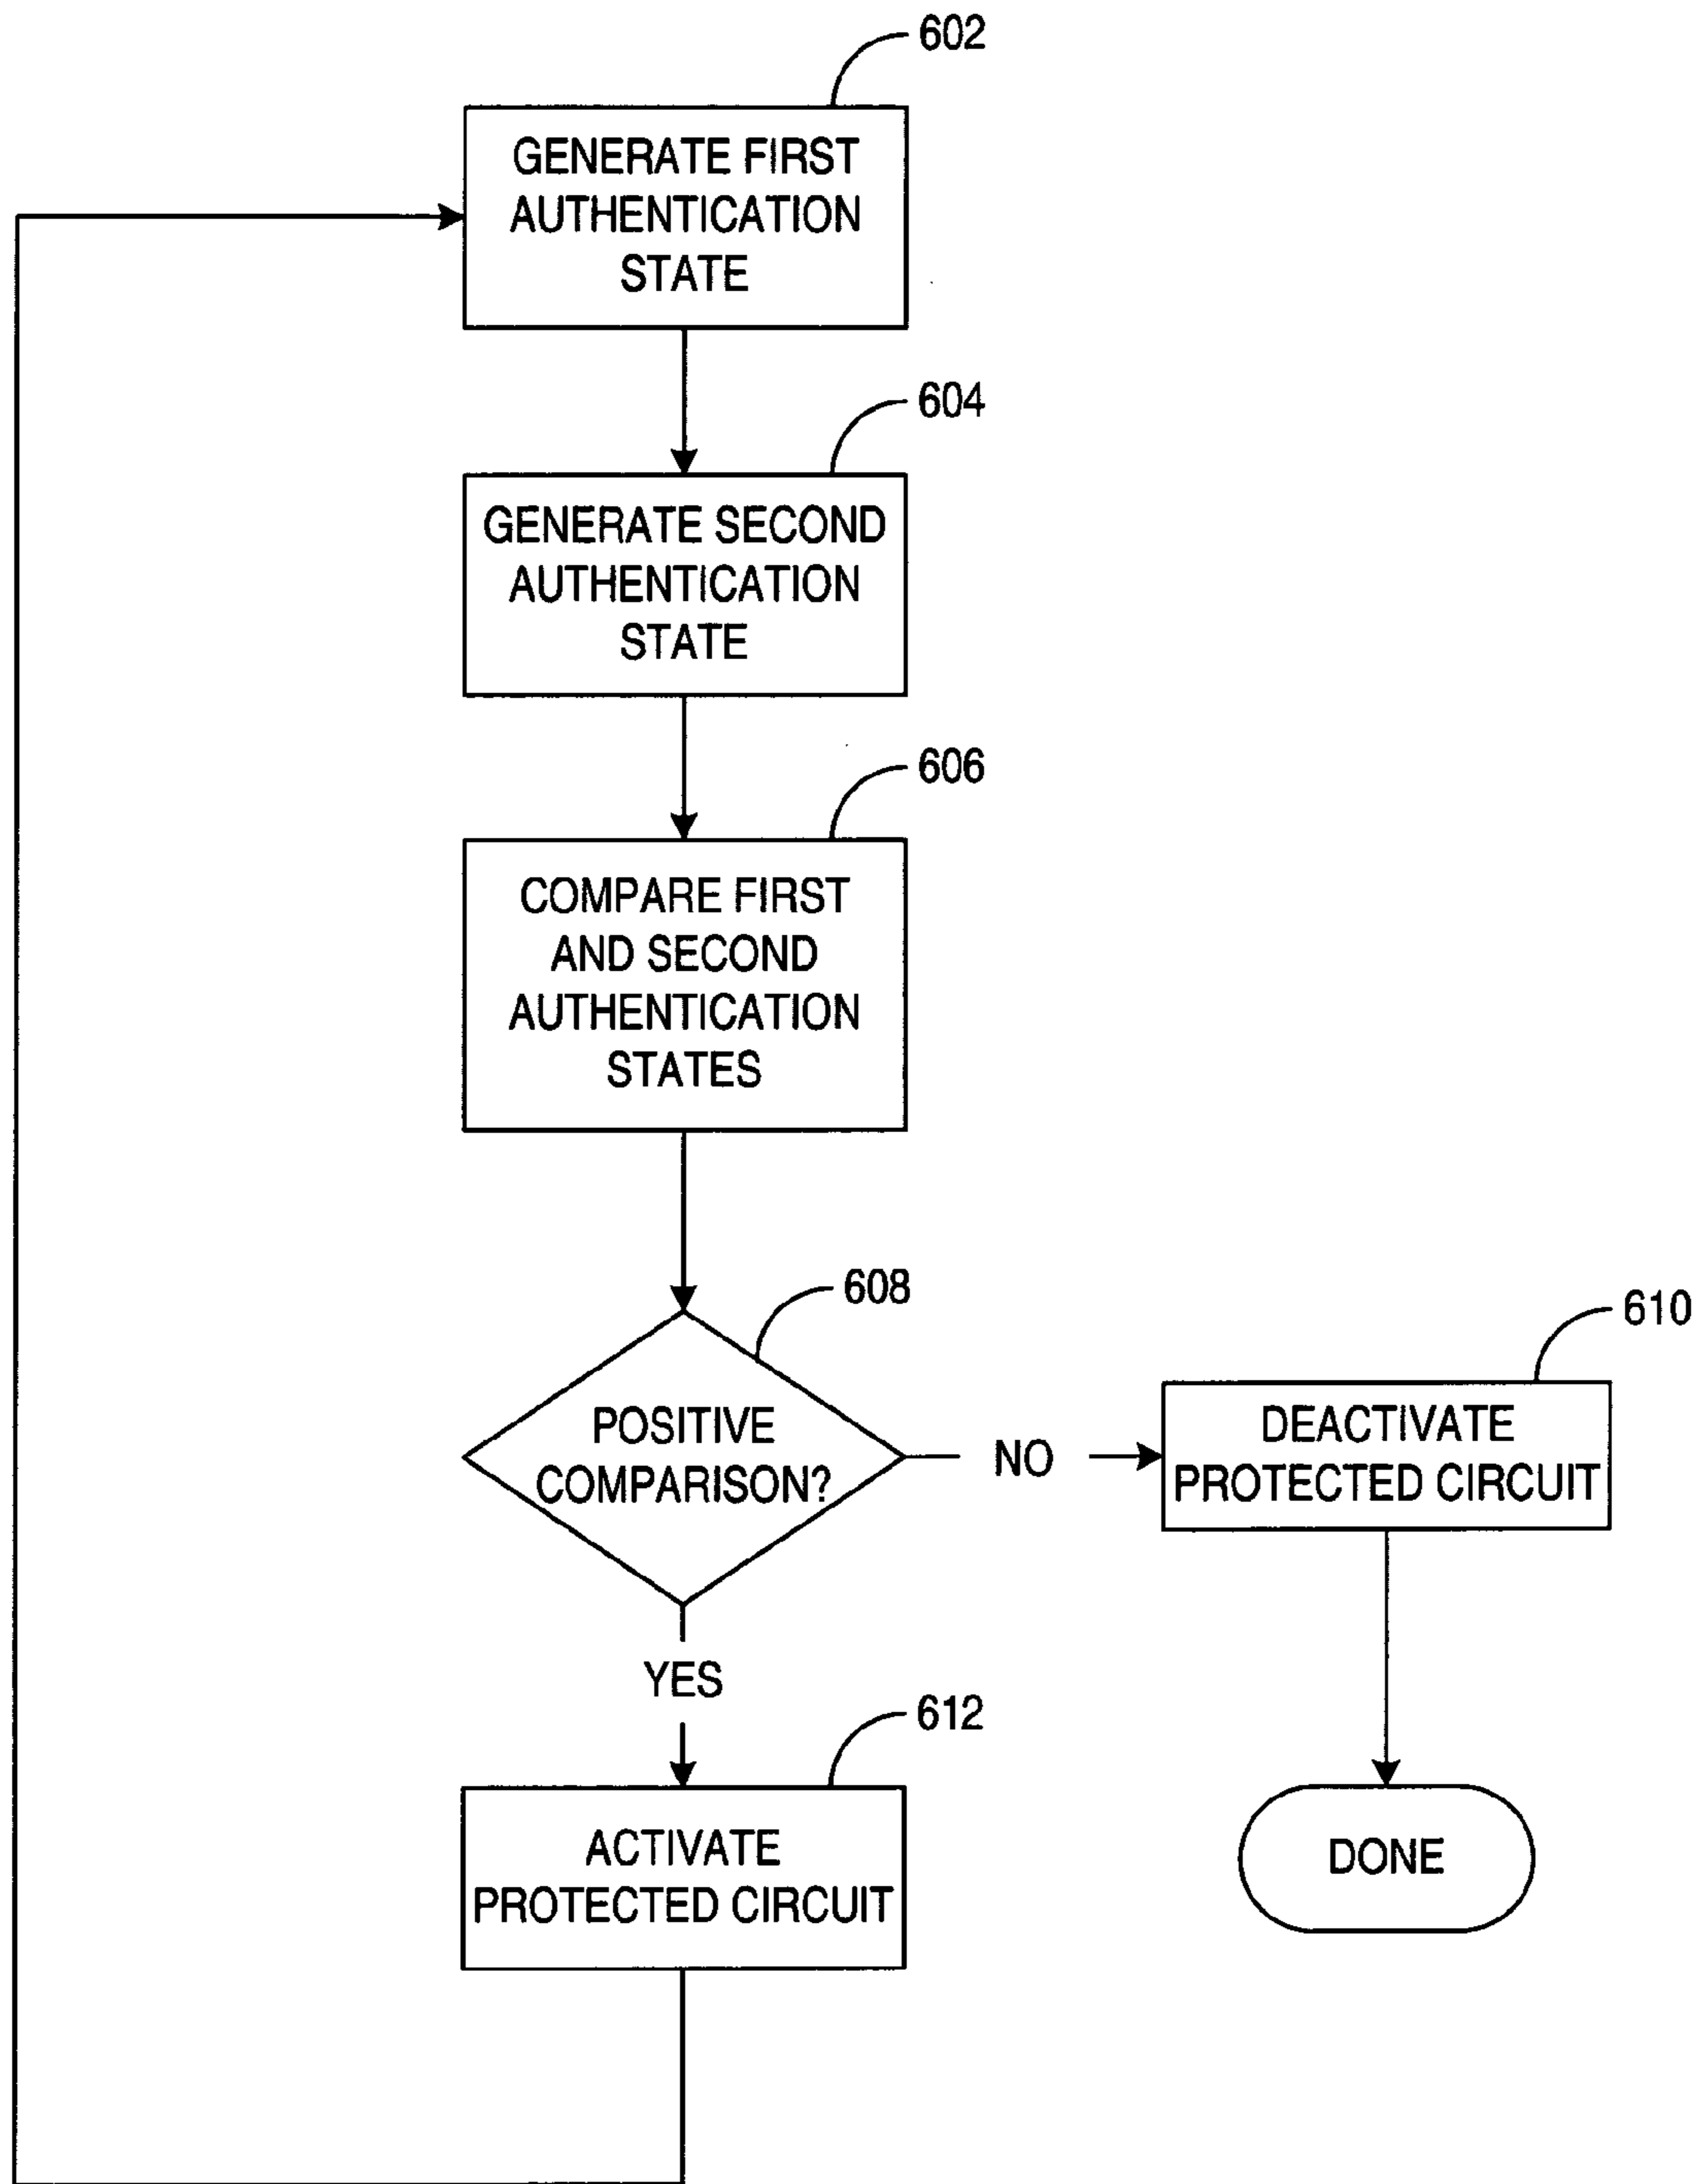 602
GENERATE FIRST
AUTHENTICATION
STATE
604
GENERATE SECOND
AUTHENTICATION
STATE
606
COMPARE FIRST
AND SECOND
AUTHENTICATION
STATES
608
POSITIVE
COMPARISON?
NO
610
DEACTIVATE
PROTECTED CIRCUIT
YES
612
ACTIVATE
PROTECTED CIRCUIT
DONE